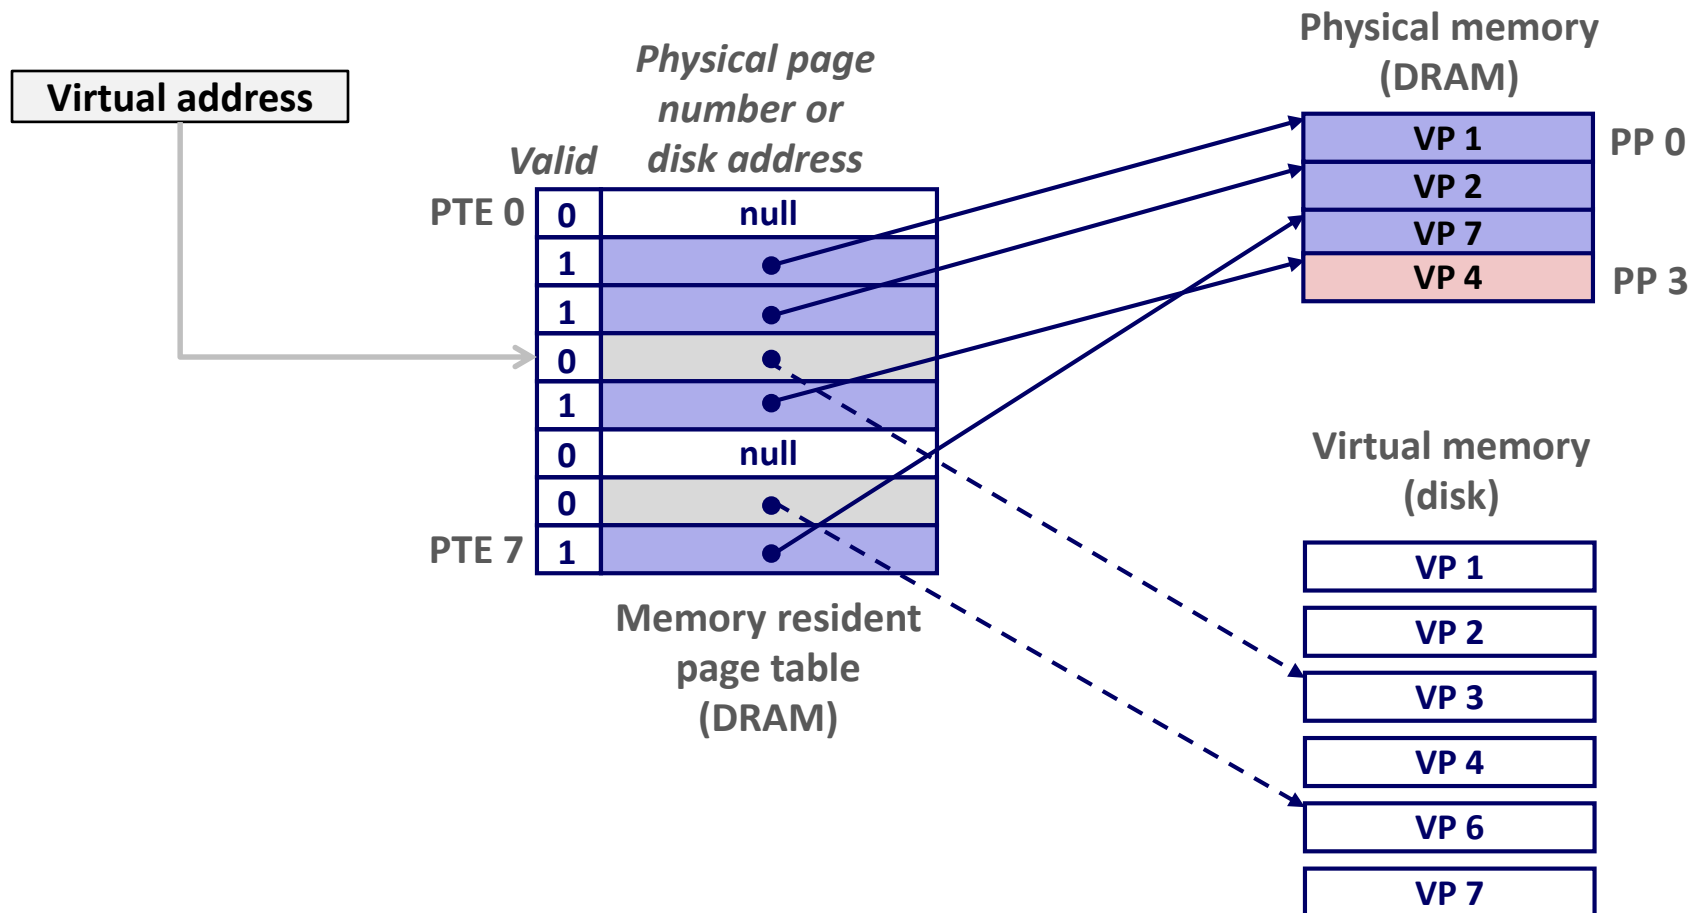 Virtual address
Physical page
number or
disk address
Valid
PTE 0
0 null
1
1
0
1
0 null
0
PTE 7 1
Memory resident
page table
(DRAM)
Physical memory
(DRAM)
VP 1 PP 0
VP 2
VP 7
VP 4 PP 3
Virtual memory
(disk)
VP 1
VP 2
VP 3
VP 4
VP 6
VP 7